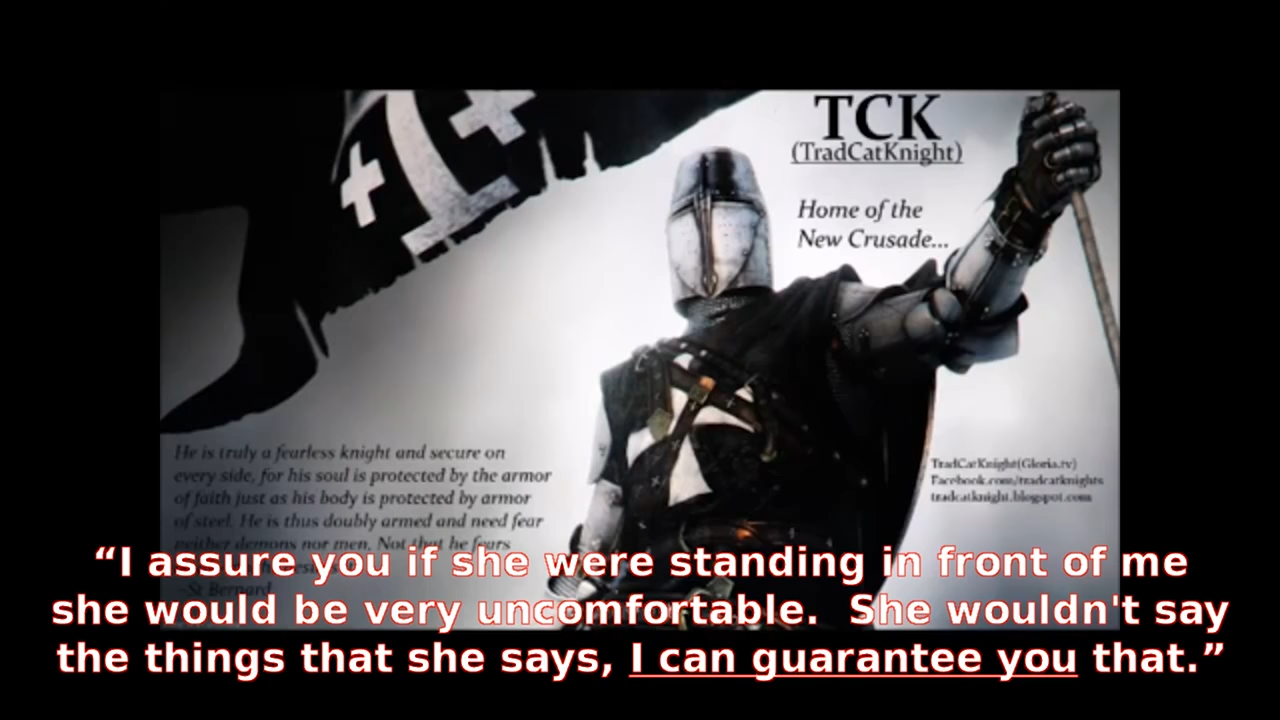 TCK
(TradCatKnight)
Home of the
New Crusade...
He is truly a fearless knight and secure on
every side, for his soul is protected by the armor
of faith just as his body is protected by armor
of steel. He is thus doubly armed and need fear
neither demons nor men. Not that he fears
~St Bernard
TradCatKnight(Gloria.tv)
Facebook.com/tradcatknights
tradcatknight.blogspot.com
“I assure you if she were standing in front of me
she would be very uncomfortable.  She wouldn't say
the things that she says, I can guarantee you that.”